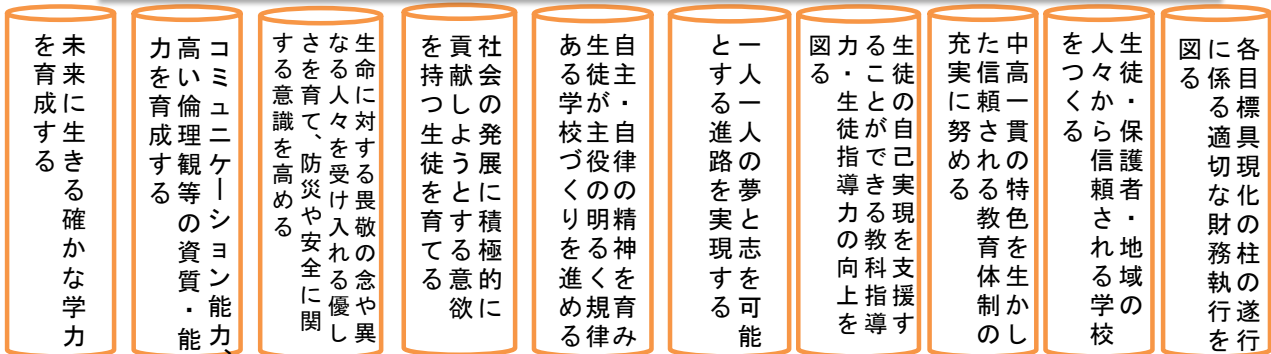 未来に生きる確かな学力
を育成する
コミュニケーション能力、
高い倫理観等の資質・能
力を育成する
生命に対する畏敬の念や異
なる人々を受け入れる優し
さを育て、防災や安全に関
する意識を高める
社会の発展に積極的に
貢献しようとする意欲
を持つ生徒を育てる
自主・自律の精神を育み
生徒が主役の明るく規律
ある学校づくりを進める
一人一人の夢と志を可能
とする進路を実現する
生徒の自己実現を支援す
ることができる教科指導
力・生徒指導力の向上を
図る
中高一貫の特色を生かし
た信頼される教育体制の
充実に努める
生徒・保護者・地域の
人々から信頼される学校
をつくる
各目標具現化の柱の遂行
に係る適切な財務執行を
図る